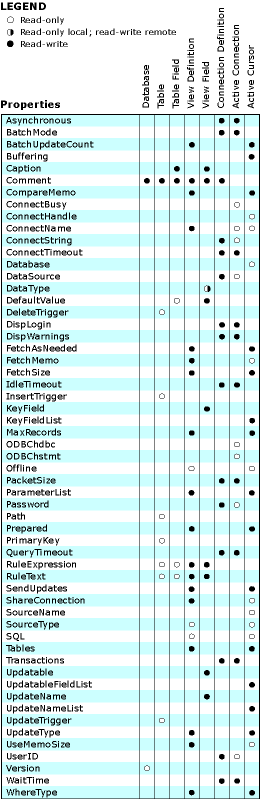 LEGEND
Read-only
Read-only local; read-write remote
Read-write
Properties
Database
Table
Table Field
View Definition
View Field
Connection Definition
Active Connection
Active Cursor
Asynchronous
BatchMode
BatchUpdateCount
Buffering
Caption
Comment
CompareMemo
ConnectBusy
ConnectHandle
ConnectName
ConnectString
ConnectTimeout
Database
DataSource
DataType
DefaultValue
DeleteTrigger
DispLogin
DispWarnings
FetchAsNeeded
FetchMemo
FetchSize
IdleTimeout
InsertTrigger
KeyField
KeyFieldList
MaxRecords
ODBChdbc
ODBChstmt
Offline
PacketSize
ParameterList
Password
Path
Prepared
PrimaryKey
QueryTimeout
RuleExpression
RuleText
SendUpdates
ShareConnection
SourceName
SourceType
SQL
Tables
Transactions
Updatable
UpdatableFieldList
UpdateName
UpdateNameList
UpdateTrigger
UpdateType
UseMemoSize
UserID
Version
WaitTime
WhereType